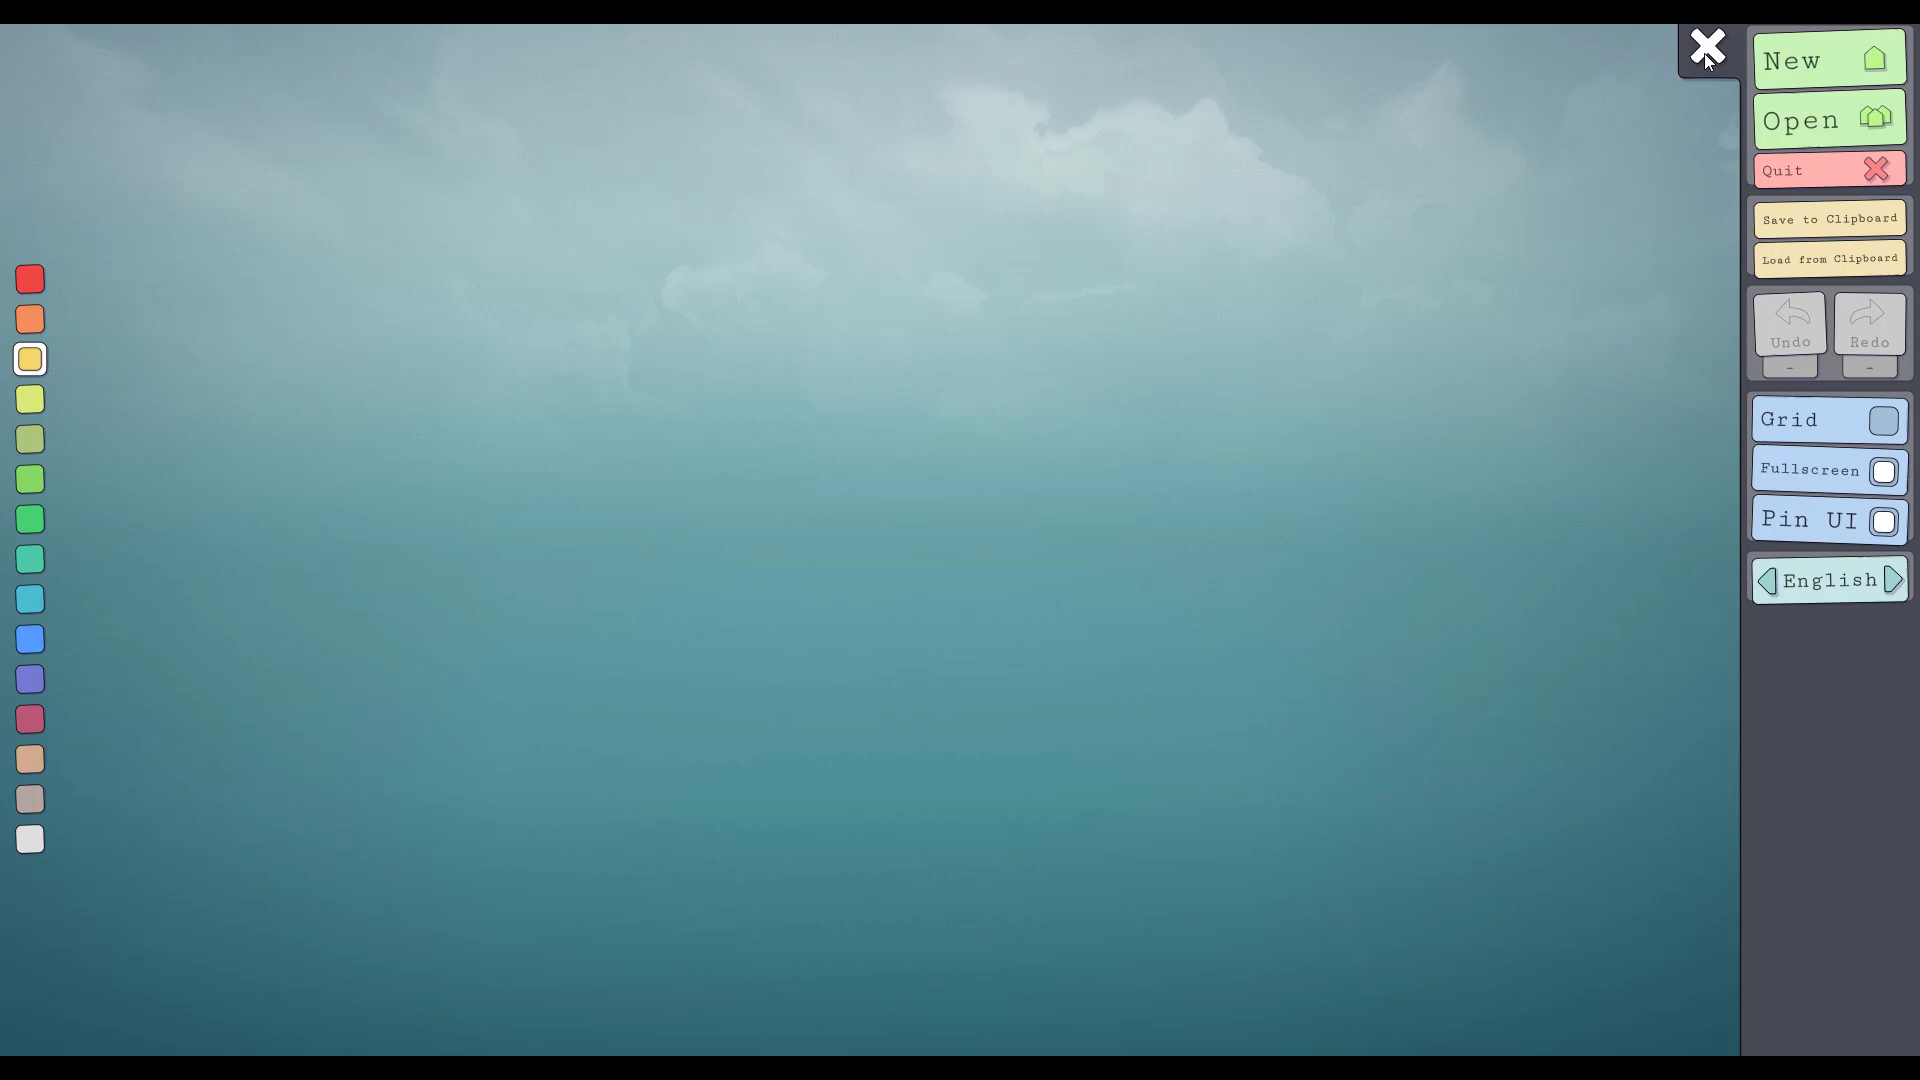 New
Open
Quit
Save to Clipboard
Load from Clipboard
Undo
Redo
-
-
Grid
Fullscreen
Pin UI
English